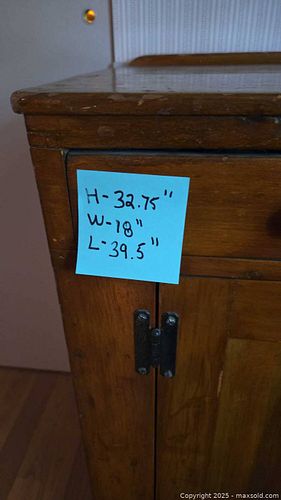 H-32.75"
W-18"
L-39.5"
Copyright © 2025 - maxsold.com